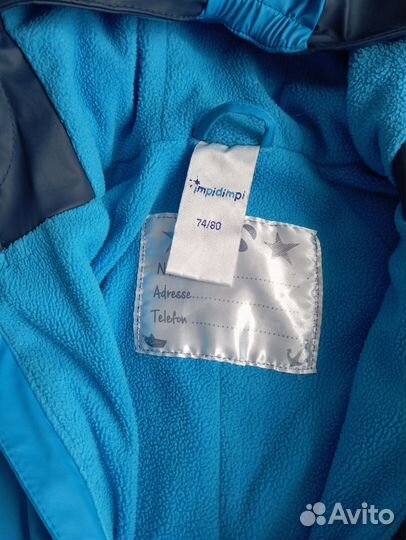 impidimpi
74/80
S
N
Adresse
Telefon
Avito